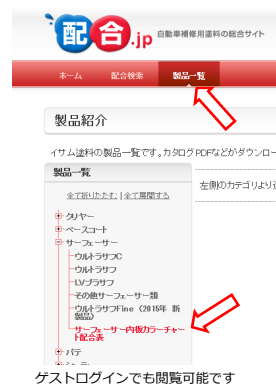 配合.jp 自動車補修用塗料の総合サイト
ホーム 配合検索 製品一覧
製品紹介
イサム塗料の製品一覧です。カタログPDFなどがダウンロー
製品一覧
左側のカテゴリより
全て折りたたむ | 全て展開する
クリヤー
ベースコート
サーフェーサー
ウルトラサフC
ウルトラサフ
LVプラサフ
その他サーフェーサー類
ウルトラサフFine(2015年 新
製品)
サーフェーサー内板カラーチャー
ト配合表
パテ
ゲストログインでも閲覧可能です